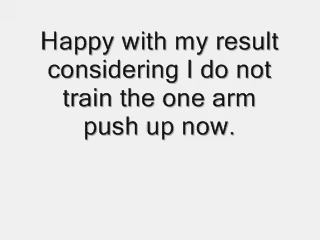 Happy with my result
considering I do not
train the one arm
push up now.